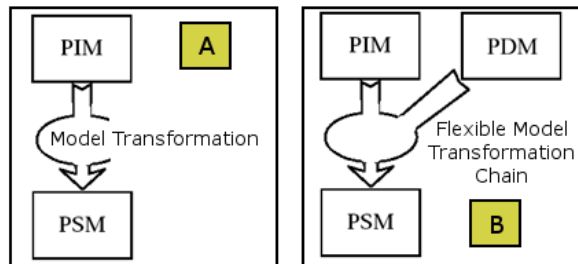 PIM
A
Model Transformation
PSM
PIM
PDM
Flexible Model
Transformation
Chain
PSM
B